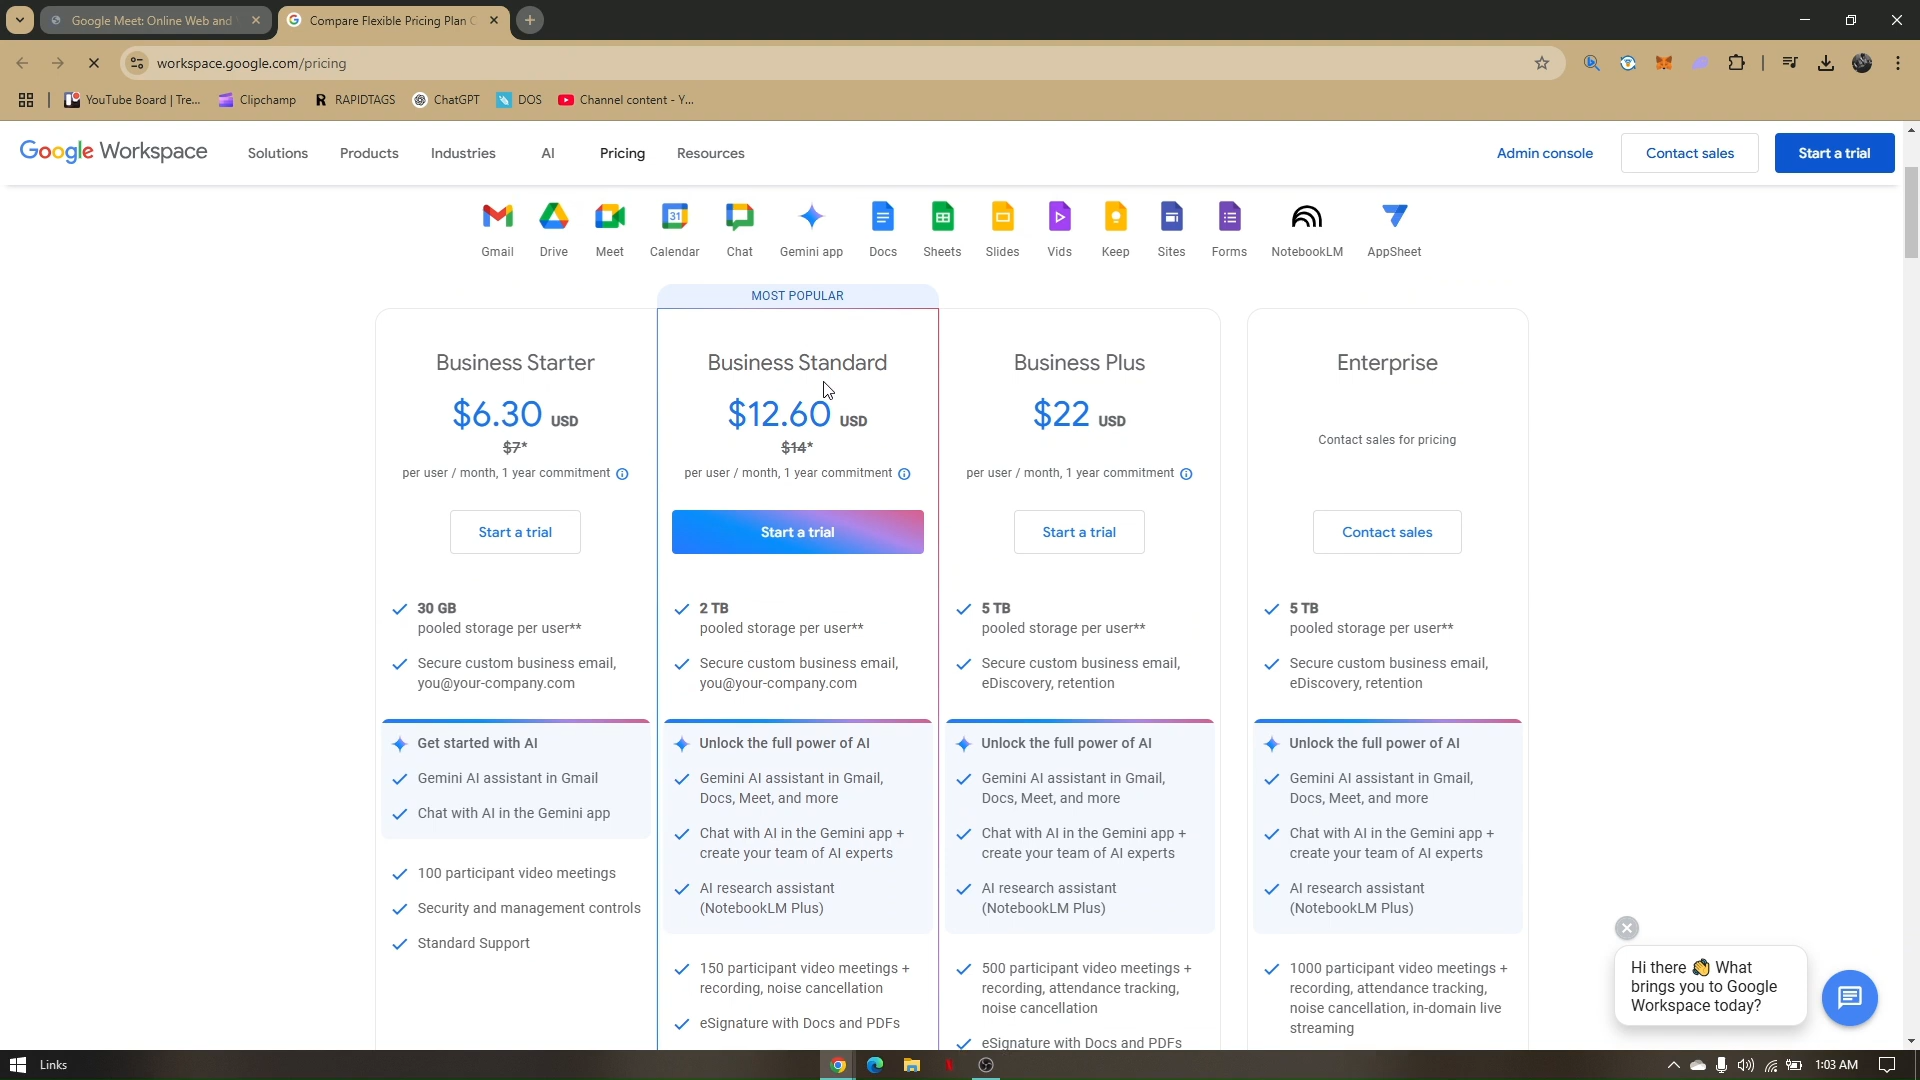 Google Meet: Online Web and
Compare Flexible Pricing Plan O
workspace.google.com/pricing
YouTube Board | Tre...
Clipchamp
RAPIDTAGS
ChatGPT
DOS
Channel content - Y...
Google Workspace
Solutions
Products
Industries
AI
Pricing
Resources
Admin console
Contact sales
Start a trial
31
Gmail
Drive
Meet
Calendar
Chat
Gemini app
Docs
Sheets
Slides
Vids
Keep
Sites
Forms
NotebookLM
AppSheet
MOST POPULAR
Business Starter
$6.30 USD
$7*
per user / month, 1 year commitment
Start a trial
30 GB
pooled storage per user**
Secure custom business email,
you@your-company.com
Get started with AI
Gemini AI assistant in Gmail
Chat with AI in the Gemini app
100 participant video meetings
Security and management controls
Standard Support
Business Standard
$12.60 USD
$14*
per user / month, 1 year commitment
Start a trial
2 TB
pooled storage per user**
Secure custom business email,
you@your-company.com
Unlock the full power of AI
Gemini AI assistant in Gmail,
Docs, Meet, and more
Chat with AI in the Gemini app +
create your team of AI experts
AI research assistant
(NotebookLM Plus)
150 participant video meetings +
recording, noise cancellation
eSignature with Docs and PDFs
Business Plus
$22 USD
per user / month, 1 year commitment
Start a trial
5 TB
pooled storage per user**
Secure custom business email,
eDiscovery, retention
Unlock the full power of AI
Gemini AI assistant in Gmail,
Docs, Meet, and more
Chat with AI in the Gemini app +
create your team of AI experts
AI research assistant
(NotebookLM Plus)
500 participant video meetings +
recording, attendance tracking,
noise cancellation
eSignature with Docs and PDFs
Enterprise
Contact sales for pricing
Contact sales
5 TB
pooled storage per user**
Secure custom business email,
eDiscovery, retention
Unlock the full power of AI
Gemini AI assistant in Gmail,
Docs, Meet, and more
Chat with AI in the Gemini app +
create your team of AI experts
AI research assistant
(NotebookLM Plus)
1000 participant video meetings +
recording, attendance tracking,
noise cancellation, in-domain live
streaming
Hi there 👋 What
brings you to Google
Workspace today?
Links
1:03 AM